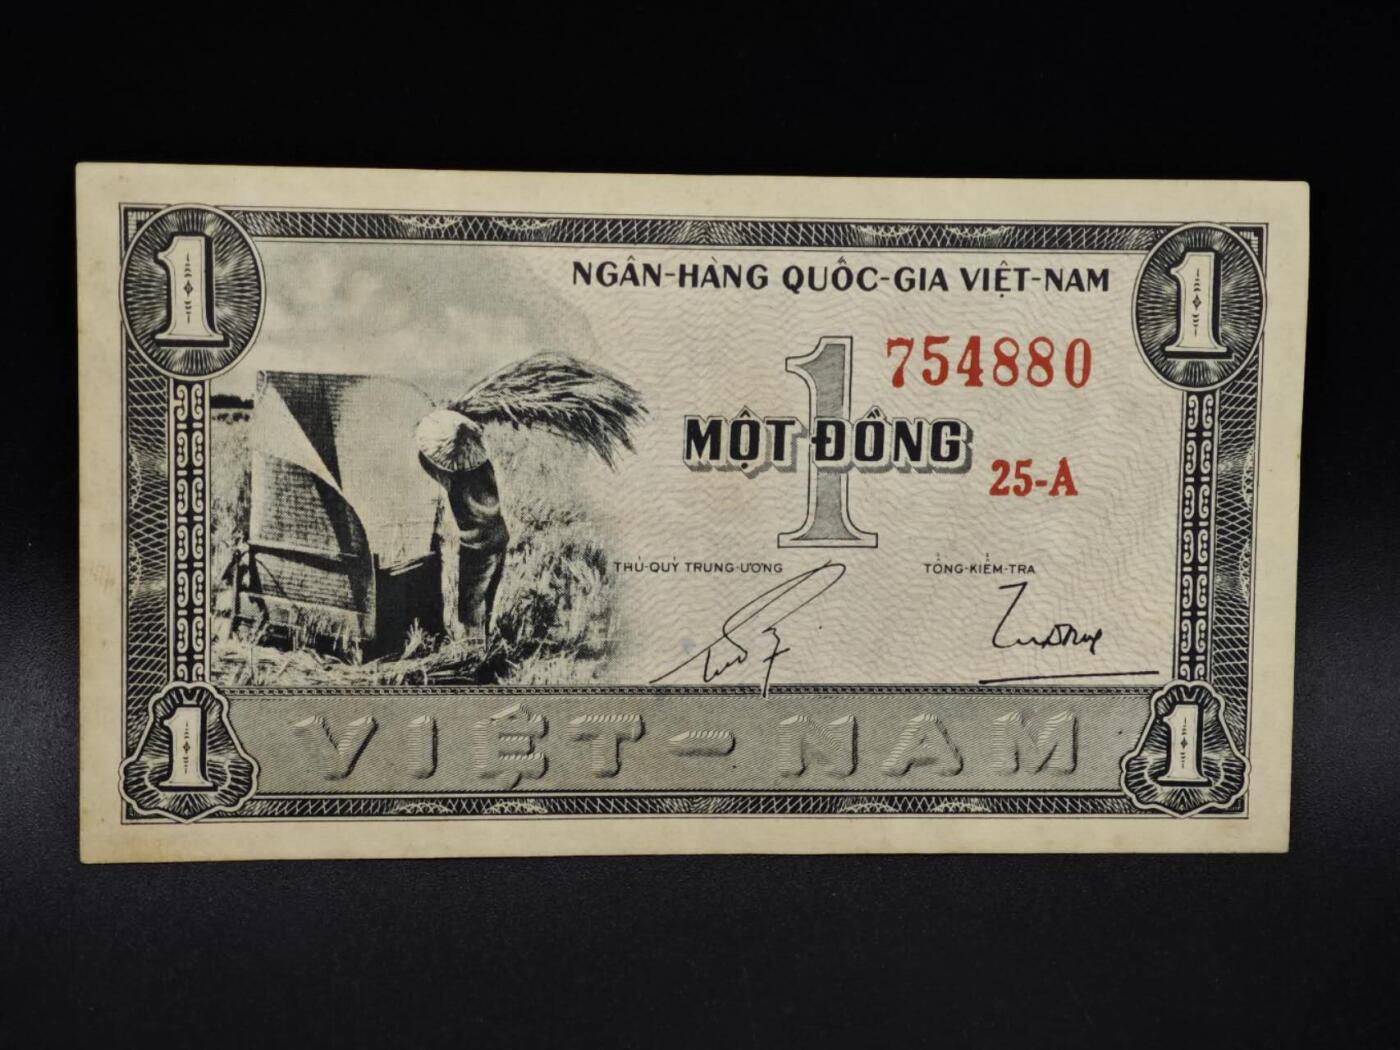 1 1
NGÂN-HÀNG QUỐC-GIA VIỆT-NAM
1
754880
MỘT ĐỒNG
25-A
THỦ-QUỸ TRUNG-ƯƠNG TỔNG-KIỂM-TRA
1 VIỆT-NAM 1